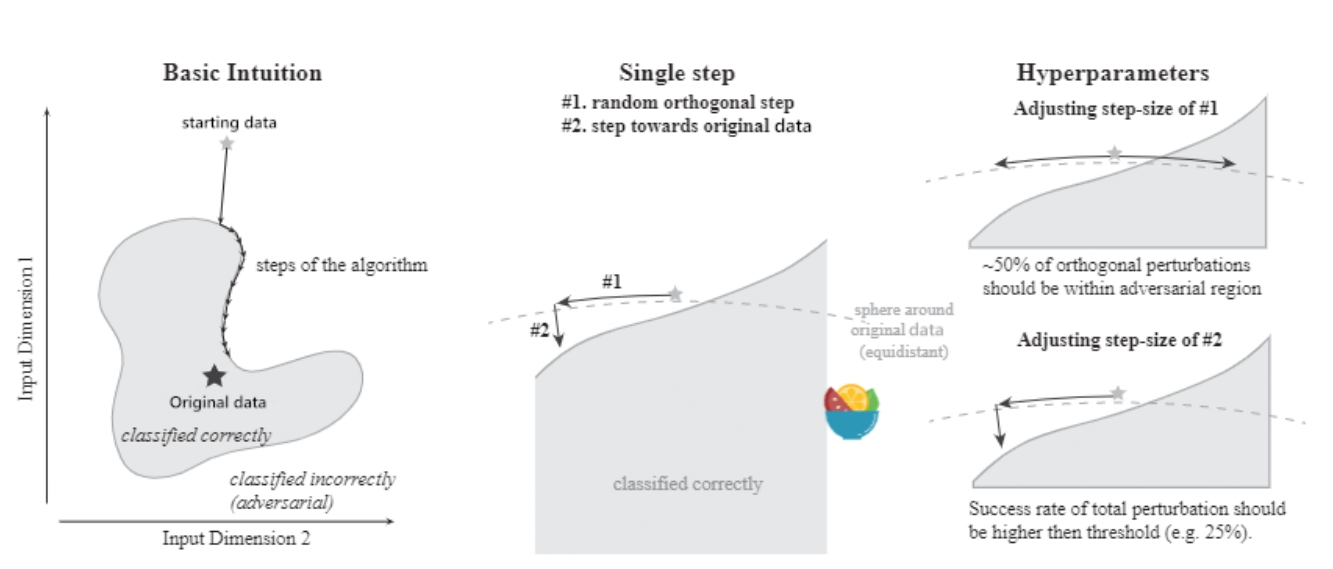 Basic Intuition
starting data
steps of the algorithm
Original data
classified correctly
classified incorrectly
(adversarial)
Input Dimension 1
Input Dimension 2
Single step
#1. random orthogonal step
#2. step towards original data
#1
#2
sphere around
original data
(equidistant)
classified correctly
Hyperparameters
Adjusting step-size of #1
~50% of orthogonal perturbations
should be within adversarial region
Adjusting step-size of #2
Success rate of total perturbation should
be higher then threshold (e.g. 25%).